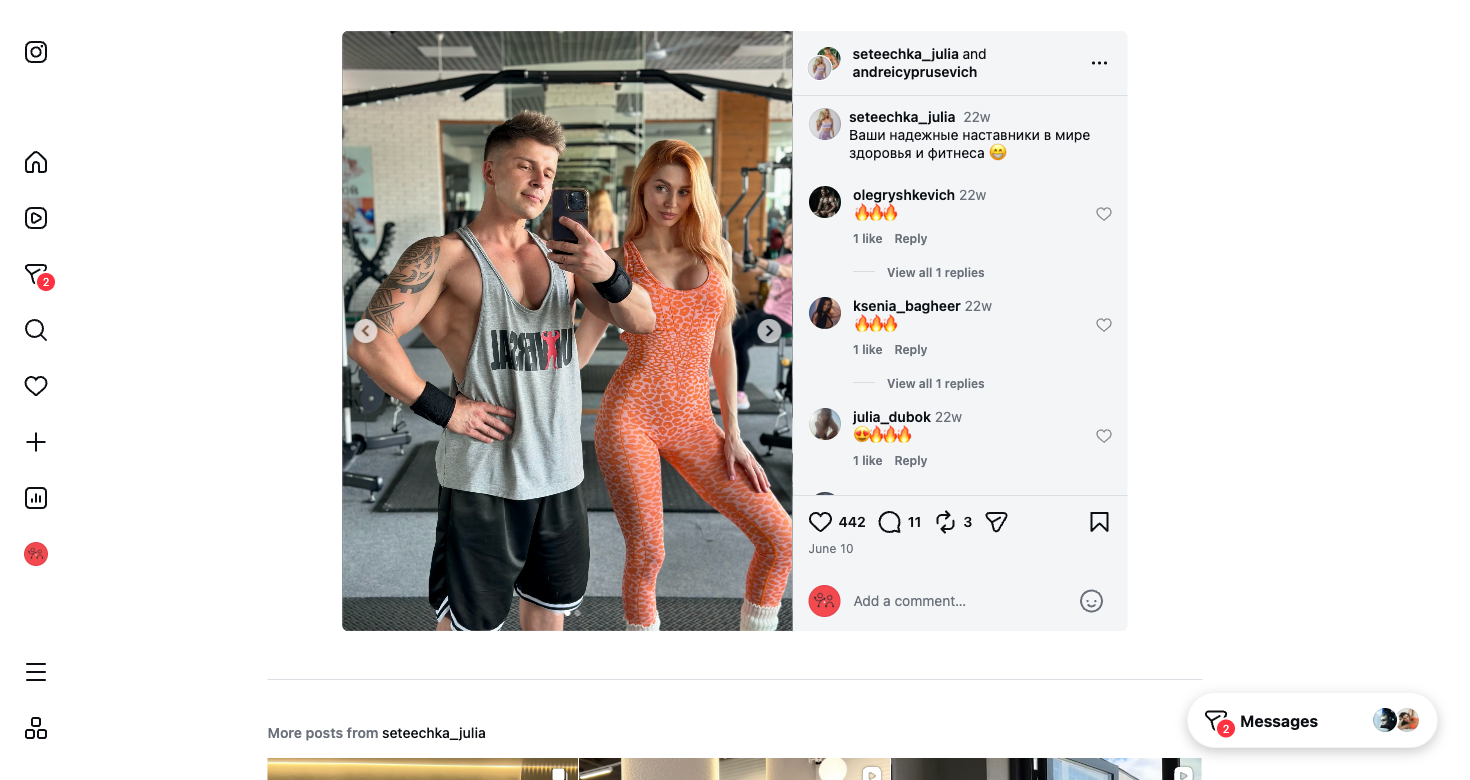 2
seteechka_julia and
andreicyprusevich
seteechka_julia 22w
Ваши надежные наставники в мире
здоровья и фитнеса 😁
olegryshkevich 22w
🔥🔥🔥
1 like Reply
View all 1 replies
ksenia_bagheer 22w
🔥🔥🔥
1 like Reply
View all 1 replies
julia_dubok 22w
😍🔥🔥🔥
1 like Reply
442 11 3
June 10
Add a comment...
More posts from seteechka_julia
2 Messages